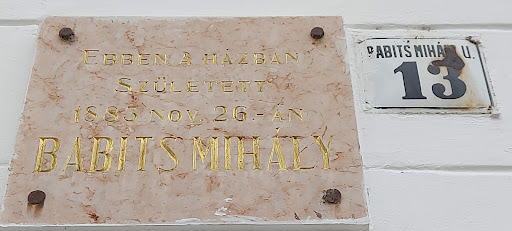 EBBEN A HÁZBAN
SZÜLETETT
1883 NOV. 26.-ÁN
BABITS MIHÁLY
BABITS MIHÁLY U.
13